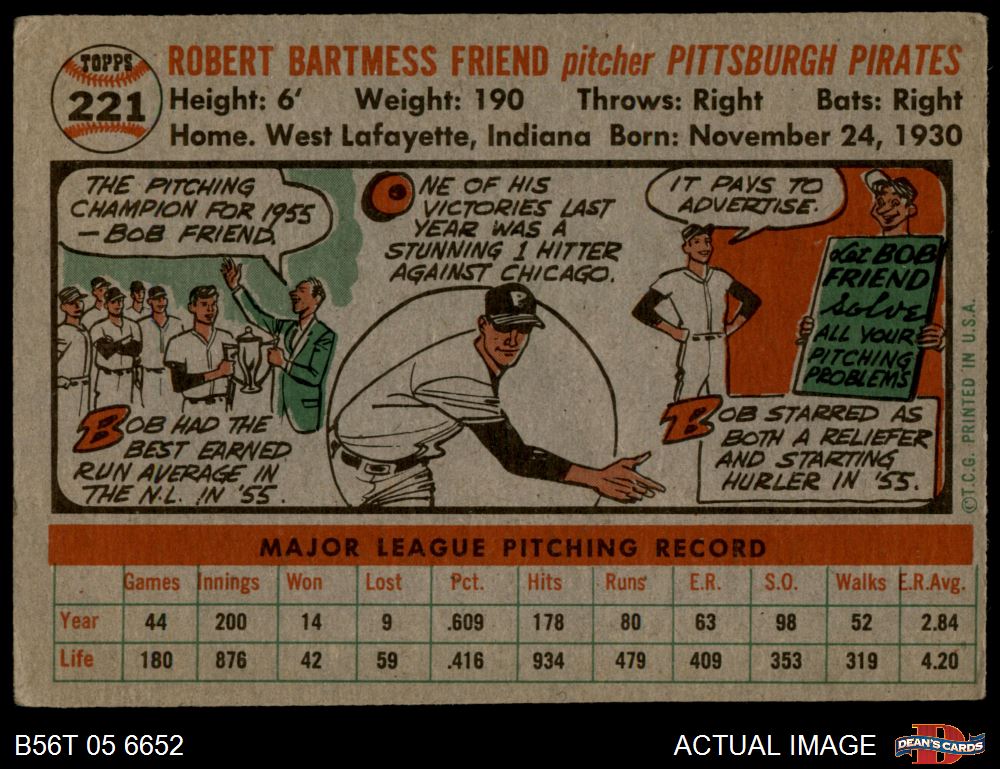 TOPPS
221
ROBERT BARTMESS FRIEND pitcher PITTSBURGH PIRATES
Height: 6' Weight: 190 Throws: Right Bats: Right
Home. West Lafayette, Indiana Born: November 24, 1930
THE PITCHING
CHAMPION FOR 1955
— BOB FRIEND.
BOB HAD THE
BEST EARNED
RUN AVERAGE IN
THE N.L. IN '55.
ONE OF HIS
VICTORIES LAST
YEAR WAS A
STUNNING 1 HITTER
AGAINST CHICAGO.
P
IT PAYS TO
ADVERTISE.
Let BOB
FRIEND
Solve
ALL YOUR
PITCHING
PROBLEMS
BOB STARRED AS
BOTH A RELIEFER
AND STARTING
HURLER IN '55.
©T.C.G. PRINTED IN U.S.A.
MAJOR LEAGUE PITCHING RECORD
Games Innings Won Lost Pct. Hits Runs E.R. S.O. Walks E.R.Avg.
Year 44 200 14 9 .609 178 80 63 98 52 2.84
Life 180 876 42 59 .416 934 479 409 353 319 4.20
B56T 05 6652
ACTUAL IMAGE
D
DEAN'S CARDS